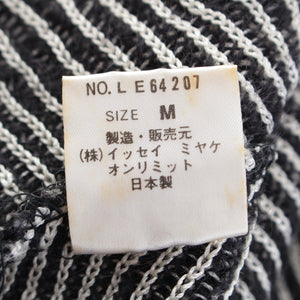 NO. LE64207
SIZE M
製造・販売元
(株)イッセイ ミヤケ
オンリミット
日本製